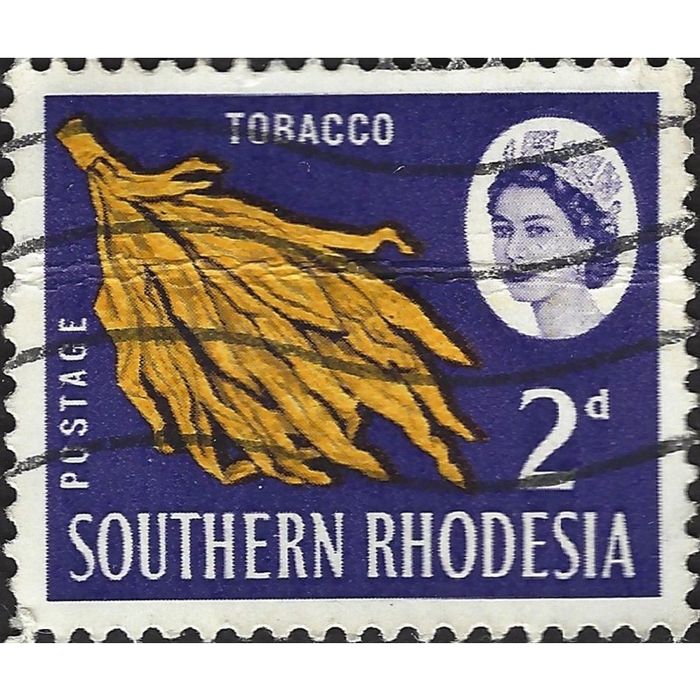 TOBACCO
POSTAGE
2d
SOUTHERN RHODESIA